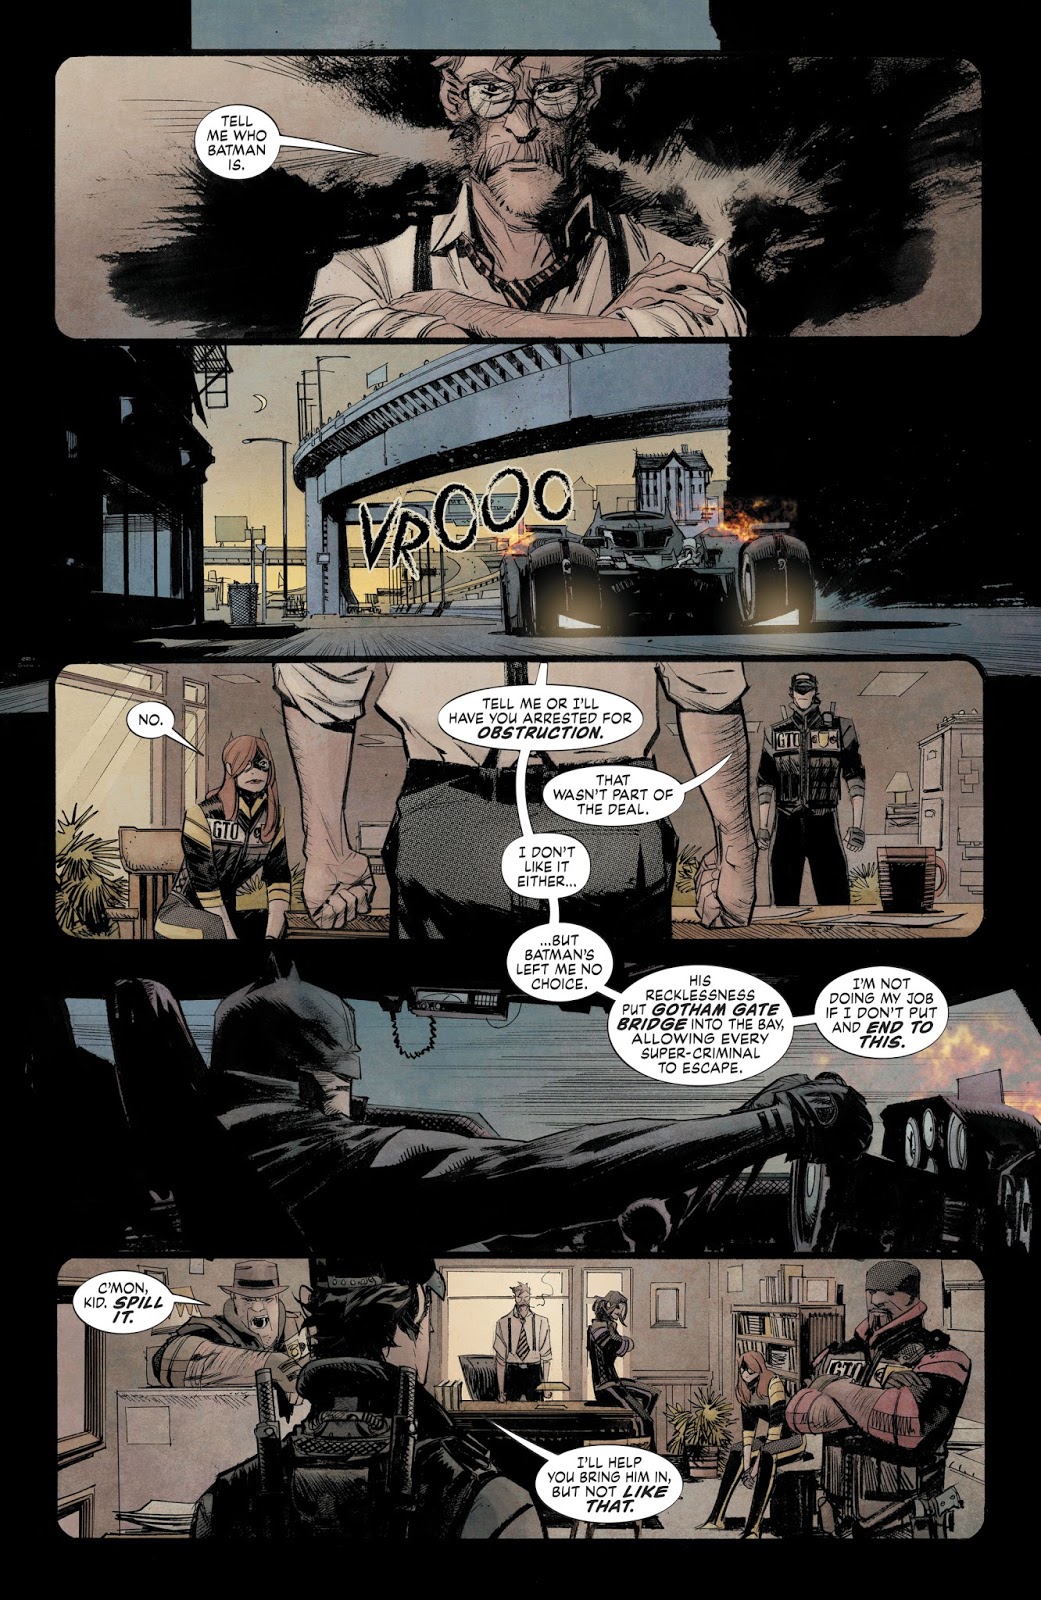 TELL
ME WHO
BATMAN
IS.
VROOOO
NO.
TELL ME OR I'LL
HAVE YOU ARRESTED FOR
OBSTRUCTION.
GTO
GTO
THAT
WASN'T PART OF
THE DEAL.
I DON'T
LIKE IT
EITHER...
...BUT
BATMAN'S
LEFT ME NO
CHOICE.
HIS
RECKLESSNESS
PUT GOTHAM GATE
BRIDGE INTO THE BAY,
ALLOWING EVERY
SUPER-CRIMINAL
TO ESCAPE.
I'M NOT
DOING MY JOB
IF I DON'T PUT
AND END TO
THIS.
C'MON,
KID. SPILL
IT.
GTO
I'LL HELP
YOU BRING HIM IN,
BUT NOT LIKE
THAT.